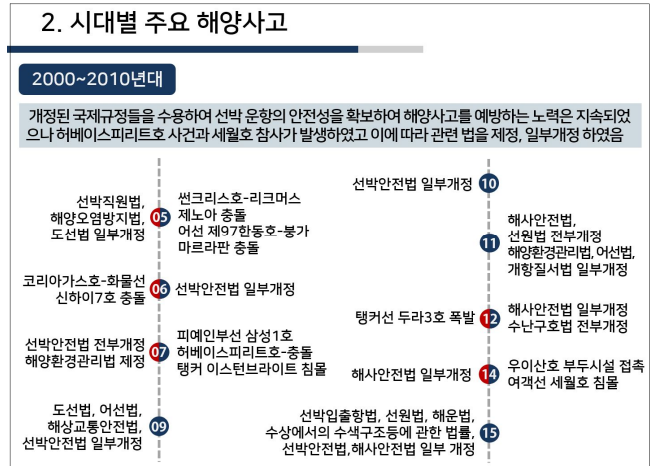 2. 시대별 주요 해양사고
2000~2010년대
개정된 국제규정들을 수용하여 선박 운항의 안전성을 확보하여 해양사고를 예방하는 노력은 지속되었
으나 허베이스피리트호 사건과 세월호 참사가 발생하였고 이에 따라 관련 법을 제정, 일부개정 하였음
선박직원법,
해양오염방지법,
도선법 일부개정
05
썬크리스호-리크머스
제노아 충돌
어선 제97한동호-붕가
마르라판 충돌
코리아가스호-화물선
신하이7호 충돌
06
선박안전법 일부개정
선박안전법 전부개정
해양환경관리법 제정
07
피예인부선 삼성1호
허베이스피리트호-충돌
탱커 이스턴브라이트 침몰
도선법, 어선법,
해상교통안전법,
선박안전법 일부개정
09
선박안전법 일부개정
10
11
해사안전법,
선원법 전부개정
해양환경관리법, 어선법,
개항질서법 일부개정
탱커선 두라3호 폭발
12
해사안전법 일부개정
수난구호법 전부개정
해사안전법 일부개정
14
우이산호 부두시설 접촉
여객선 세월호 침몰
선박입출항법, 선원법, 해운법,
수상에서의 수색구조등에 관한 법률,
선박안전법,해사안전법 일부 개정
15